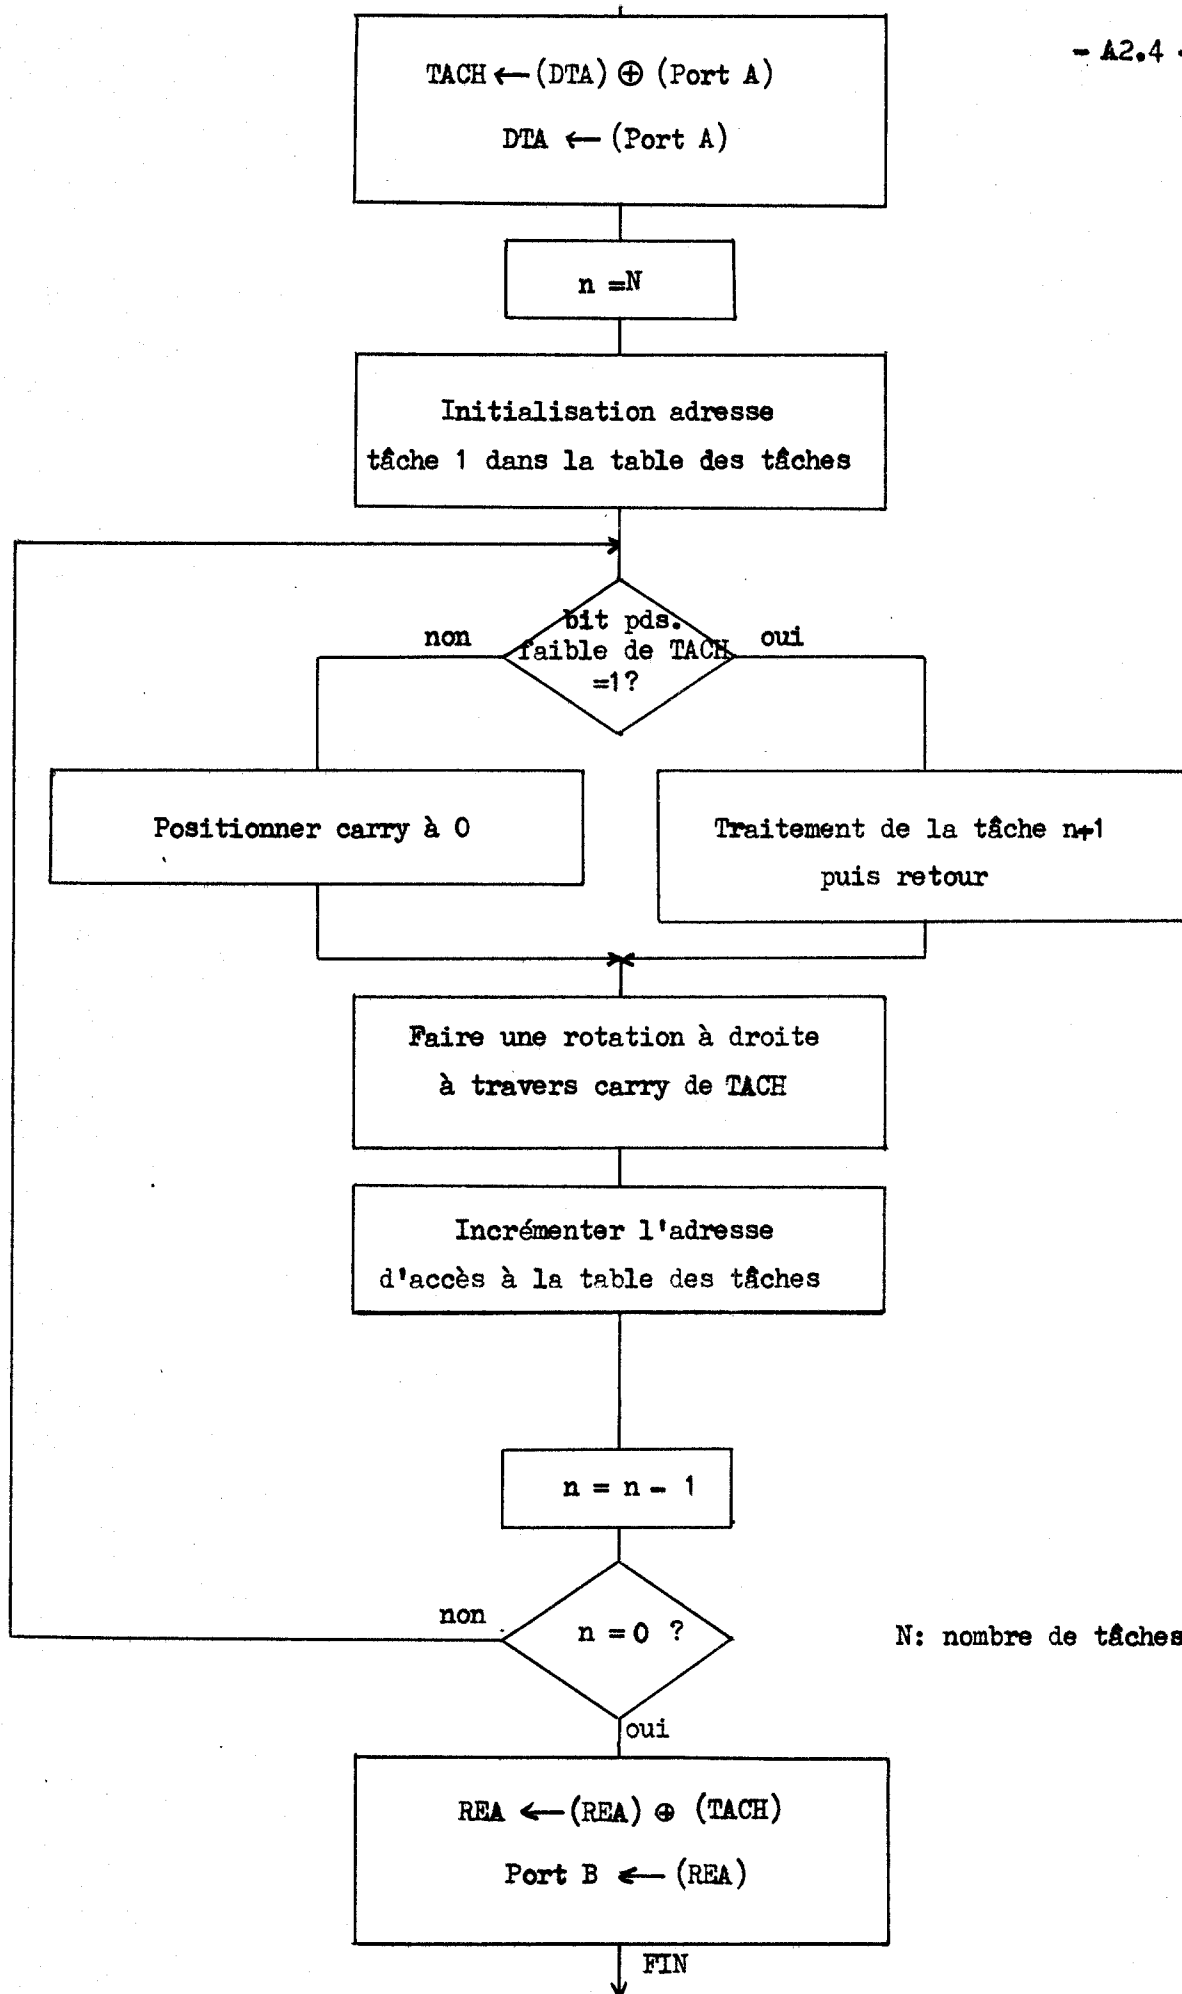 - A2.4 -
TACH ← (DTA) ⊕ (Port A)
DTA ← (Port A)
n =N
Initialisation adresse
tâche 1 dans la table des tâches
bit pds.
non faible de TACH oui
=1?
Positionner carry à 0
Traitement de la tâche n+1
puis retour
Faire une rotation à droite
à travers carry de TACH
Incrémenter l'adresse
d'accès à la table des tâches
n = n - 1
non
n = 0 ?
N: nombre de tâches
oui
REA ← (REA) ⊕ (TACH)
Port B ← (REA)
FIN